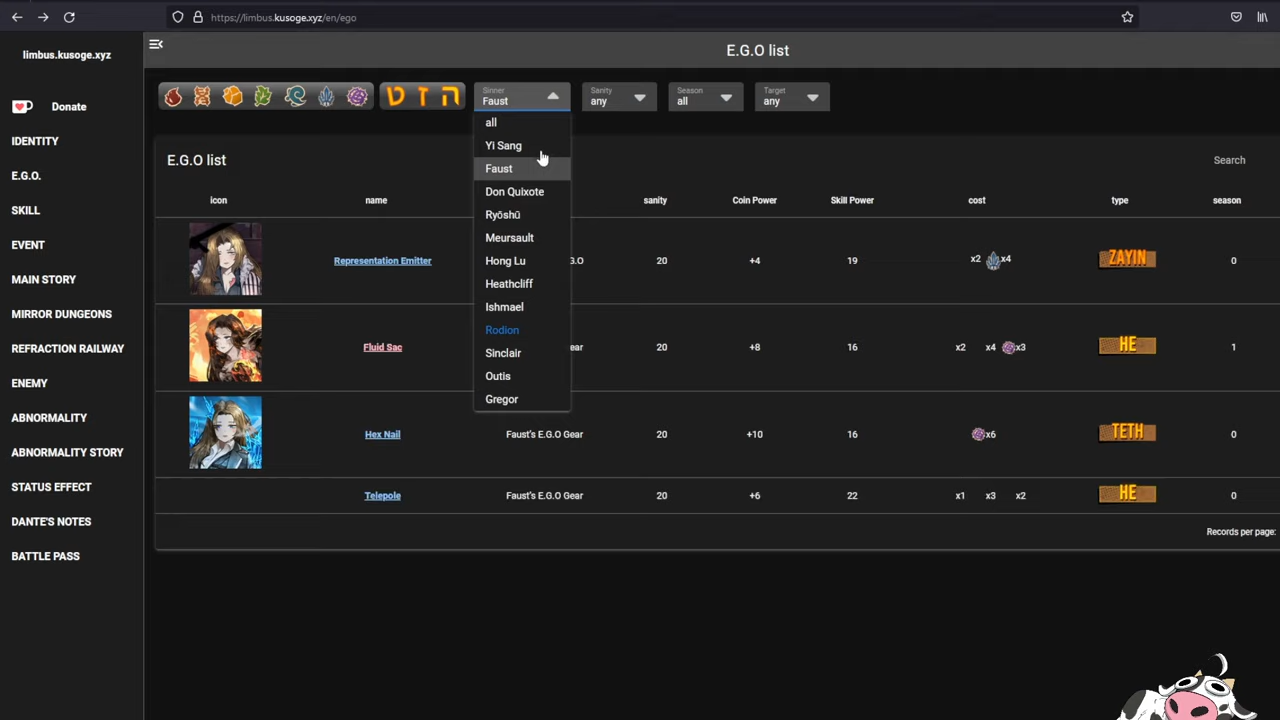 https://limbus.kusoge.xyz/en/ego
limbus.kusoge.xyz
Donate
IDENTITY
E.G.O.
SKILL
EVENT
MAIN STORY
MIRROR DUNGEONS
REFRACTION RAILWAY
ENEMY
ABNORMALITY
ABNORMALITY STORY
STATUS EFFECT
DANTE'S NOTES
BATTLE PASS
E.G.O list
ט ז ה
Sinner
Faust
Sanity
any
Season
all
Target
any
all
Yi Sang
Faust
Don Quixote
Ryōshū
Meursault
Hong Lu
Heathcliff
Ishmael
Rodion
Sinclair
Outis
Gregor
E.G.O list
Search
icon name sanity Coin Power Skill Power cost type season
Representation Emitter G.O 20 +4 19 x2 x4 ZAYIN 0
Fluid Sac ear 20 +8 16 x2 x4 x3 HE 1
Hex Nail Faust's E.G.O Gear 20 +10 16 x6 TETH 0
Telepole Faust's E.G.O Gear 20 +6 22 x1 x3 x2 HE 0
Records per page: